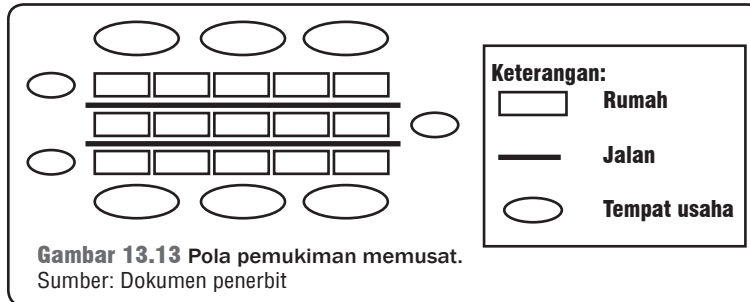 Keterangan:
Rumah
Jalan
Tempat usaha
Gambar 13.13 Pola pemukiman memusat.
Sumber: Dokumen penerbit